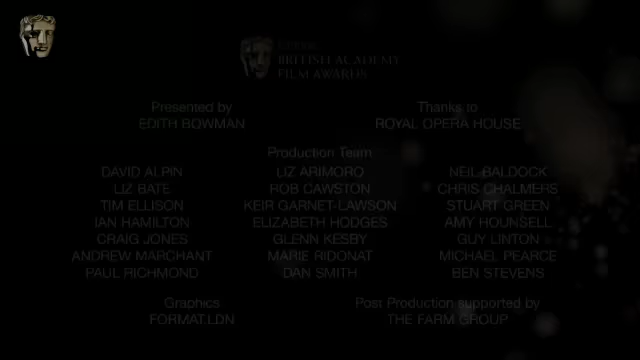 BRITISH ACADEMY
FILM AWARDS
Presented by
EDITH BOWMAN
Thanks to
ROYAL OPERA HOUSE
Production Team
DAVID ALPIN
LIZ BATE
TIM ELLISON
IAN HAMILTON
CRAIG JONES
ANDREW MARCHANT
PAUL RICHMOND
LIZ ARIMORO
ROB CAWSTON
KEIR GARNET-LAWSON
ELIZABETH HODGES
GLENN KESBY
MARIE RIDONAT
DAN SMITH
NEIL BALDOCK
CHRIS CHALMERS
STUART GREEN
AMY HOUNSELL
GUY LINTON
MICHAEL PEARCE
BEN STEVENS
Graphics
FORMAT.LDN
Post Production supported by
THE FARM GROUP